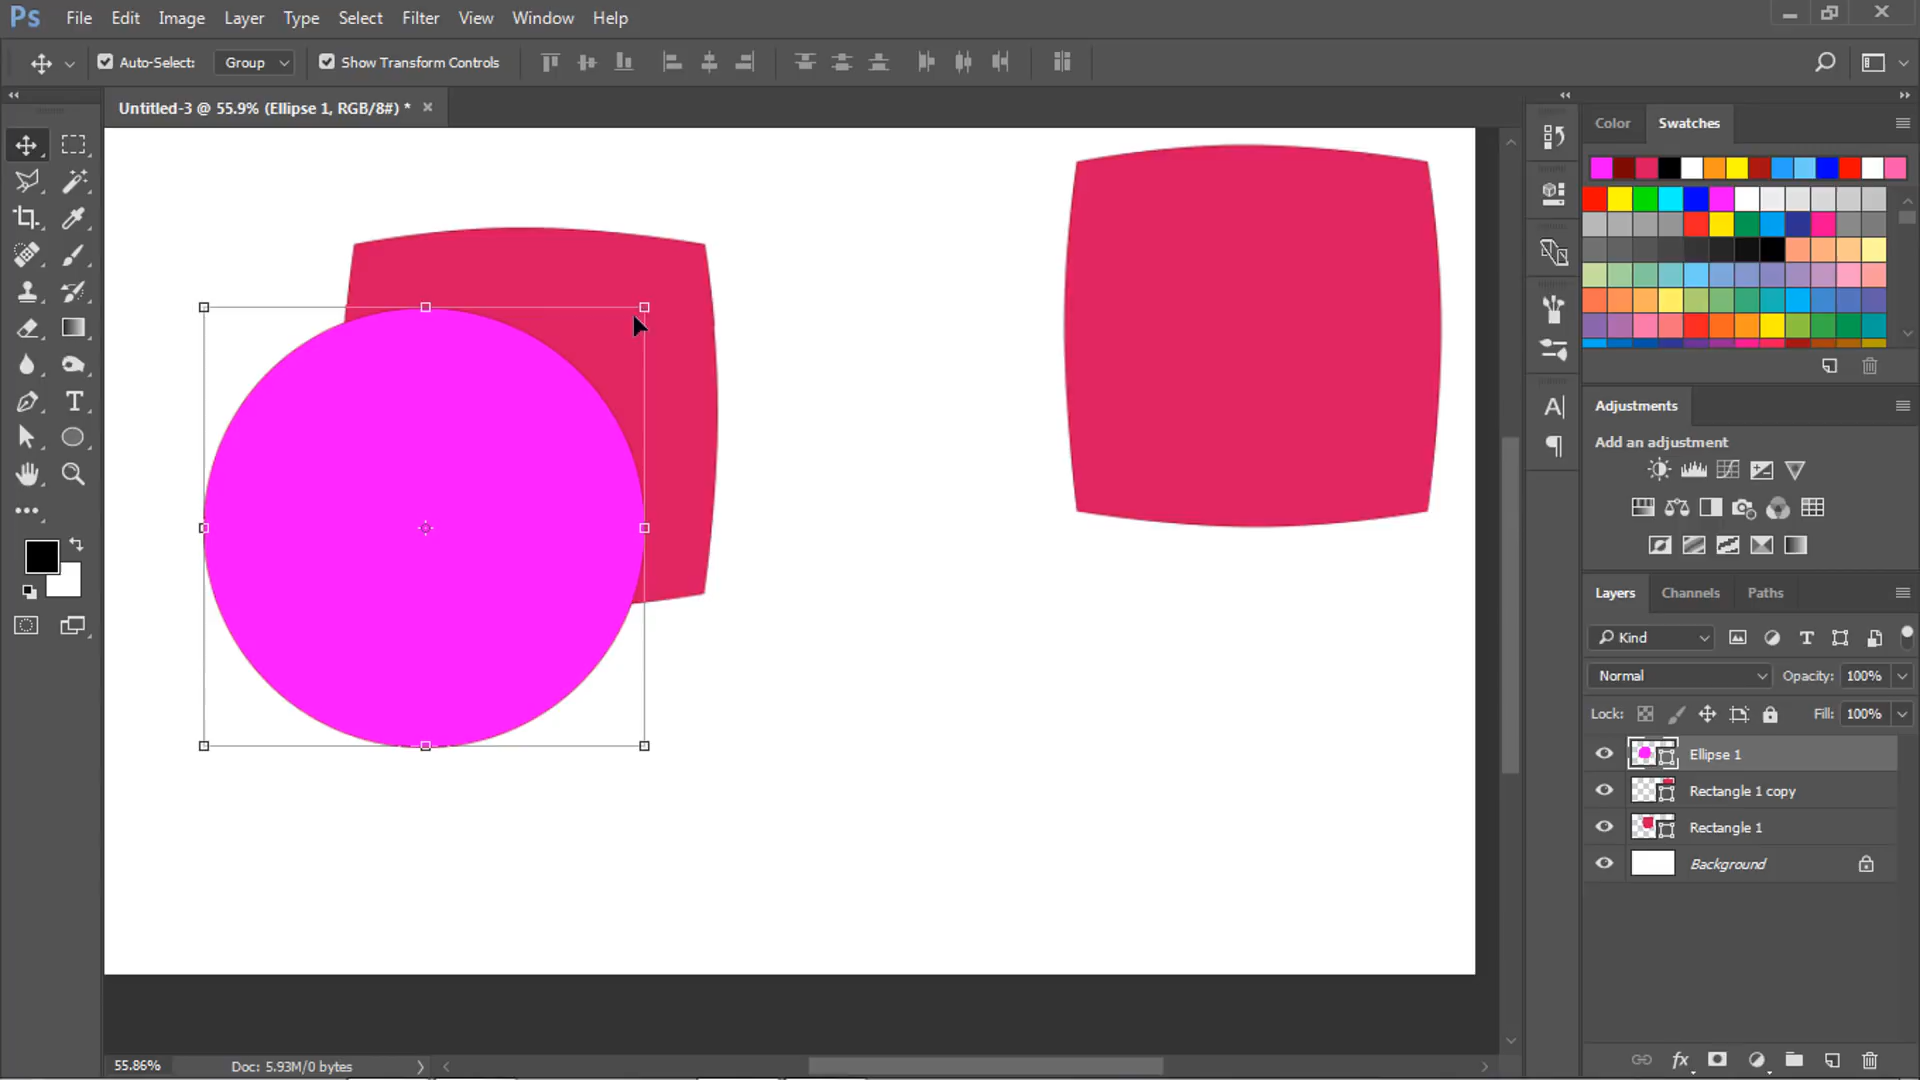 Ps File Edit Image Layer Type Select Filter View Window Help
Auto-Select: Group Show Transform Controls
Untitled-3 @ 55.9% (Ellipse 1, RGB/8#) *
Color Swatches
Adjustments
Add an adjustment
Layers Channels Paths
Kind
Normal Opacity: 100%
Lock: Fill: 100%
Ellipse 1
Rectangle 1 copy
Rectangle 1
Background
55.86% Doc: 5.93M/0 bytes
fx